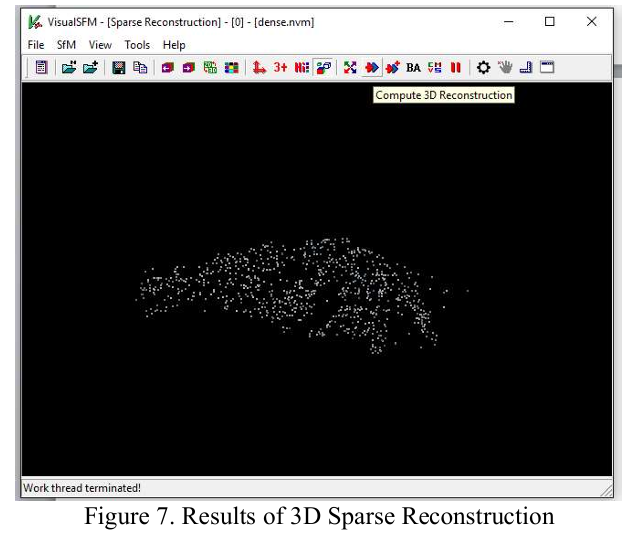 VisualSFM - [Sparse Reconstruction] - [0] - [dense.nvm]
File SfM View Tools Help
3+ BA
Compute 3D Reconstruction
Work thread terminated!
Figure 7. Results of 3D Sparse Reconstruction